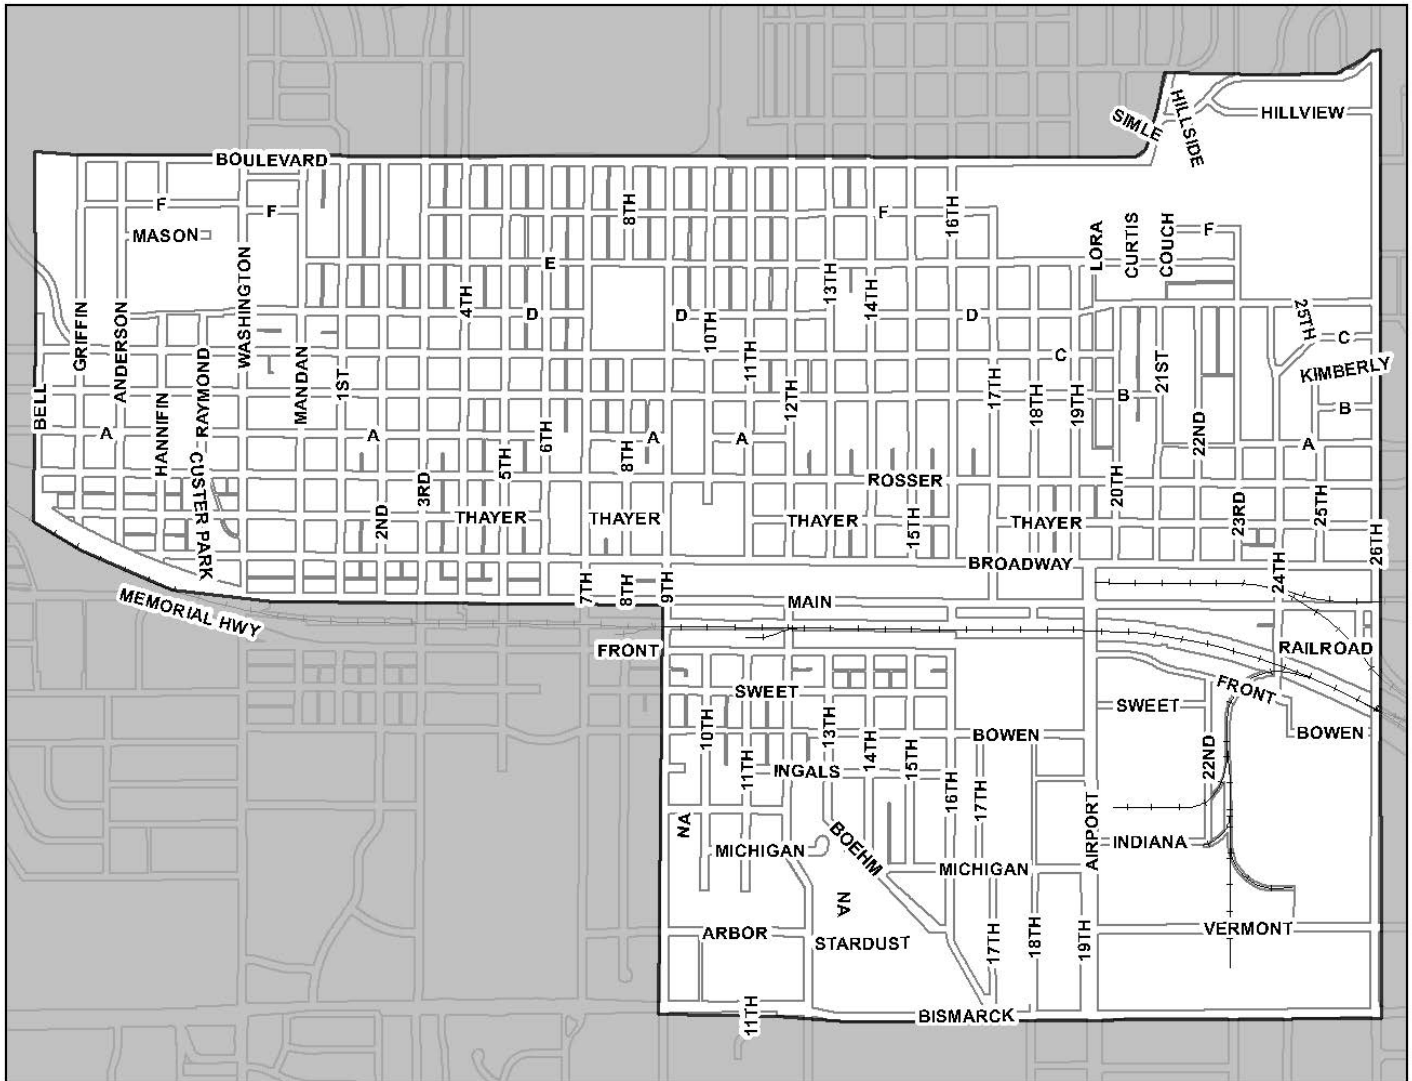 HILLSIDE
SIMLE
HILLVIEW
BOULEVARD
F
F
8TH
F
16TH
MASON
LORA
CURTIS
COUCH
F
E
WASHINGTON
4TH
13TH
14TH
D
D
D
10TH
25TH
C
GRIFFIN
ANDERSON
RAYMOND
MANDAN
1ST
11TH
C
21ST
KIMBERLY
BELL
HANNIFIN
12TH
17TH
18TH
19TH
B
B
A
A
6TH
A
A
22ND
A
CUSTER PARK
3RD
5TH
8TH
ROSSER
20TH
2ND
THAYER
THAYER
THAYER
15TH
THAYER
23RD
25TH
26TH
BROADWAY
24TH
7TH
8TH
9TH
MAIN
MEMORIAL HWY
FRONT
RAILROAD
SWEET
FRONT
SWEET
10TH
13TH
BOWEN
BOWEN
11TH
14TH
15TH
22ND
INGALS
16TH
17TH
AIRPORT
NA
MICHIGAN
BOEHM
INDIANA
MICHIGAN
NA
ARBOR
STARDUST
17TH
18TH
19TH
VERMONT
11TH
BISMARCK